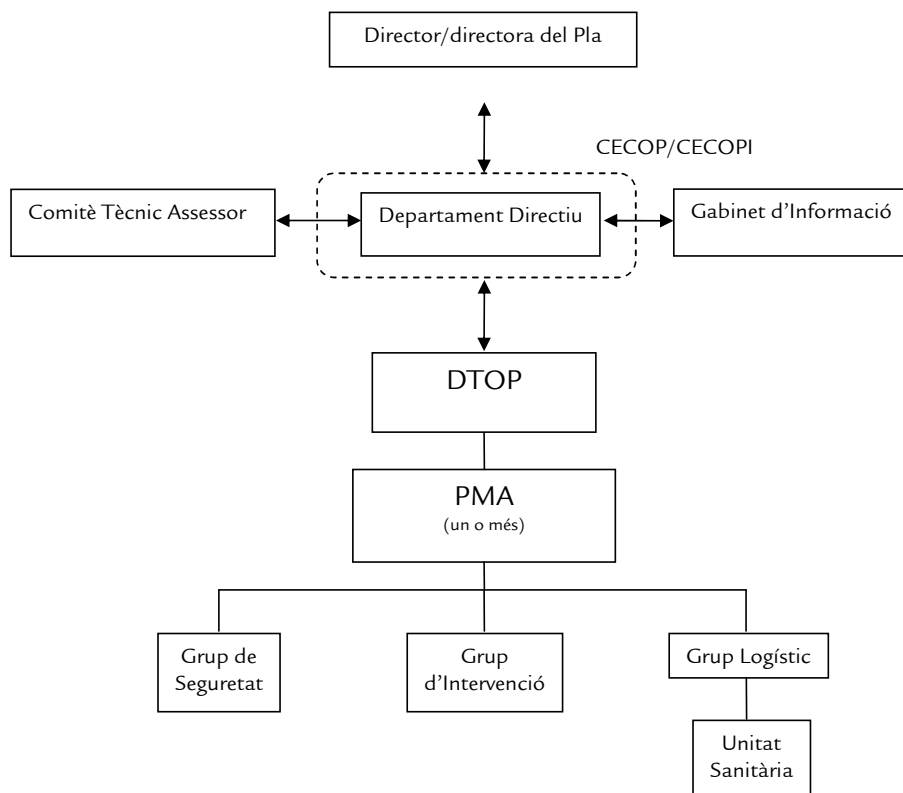 Director/directora del Pla
CECOP/CECOPI
Comitè Tècnic Assessor
Departament Directiu
Gabinet d’Informació
DTOP
PMA
(un o més)
Grup de
Seguretat
Grup
d’Intervenció
Grup Logístic
Unitat
Sanitària